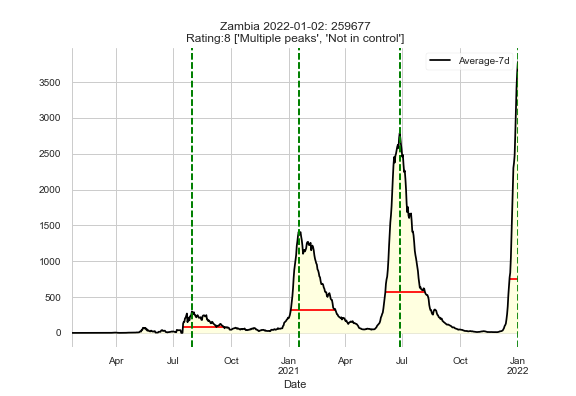 Zambia 2022-01-02: 259677
Rating:8 ['Multiple peaks', 'Not in control']
Average-7d
3500
3000
2500
2000
1500
1000
500
0
Apr Jul Oct Jan Apr Jul Oct Jan
2021 2022
Date